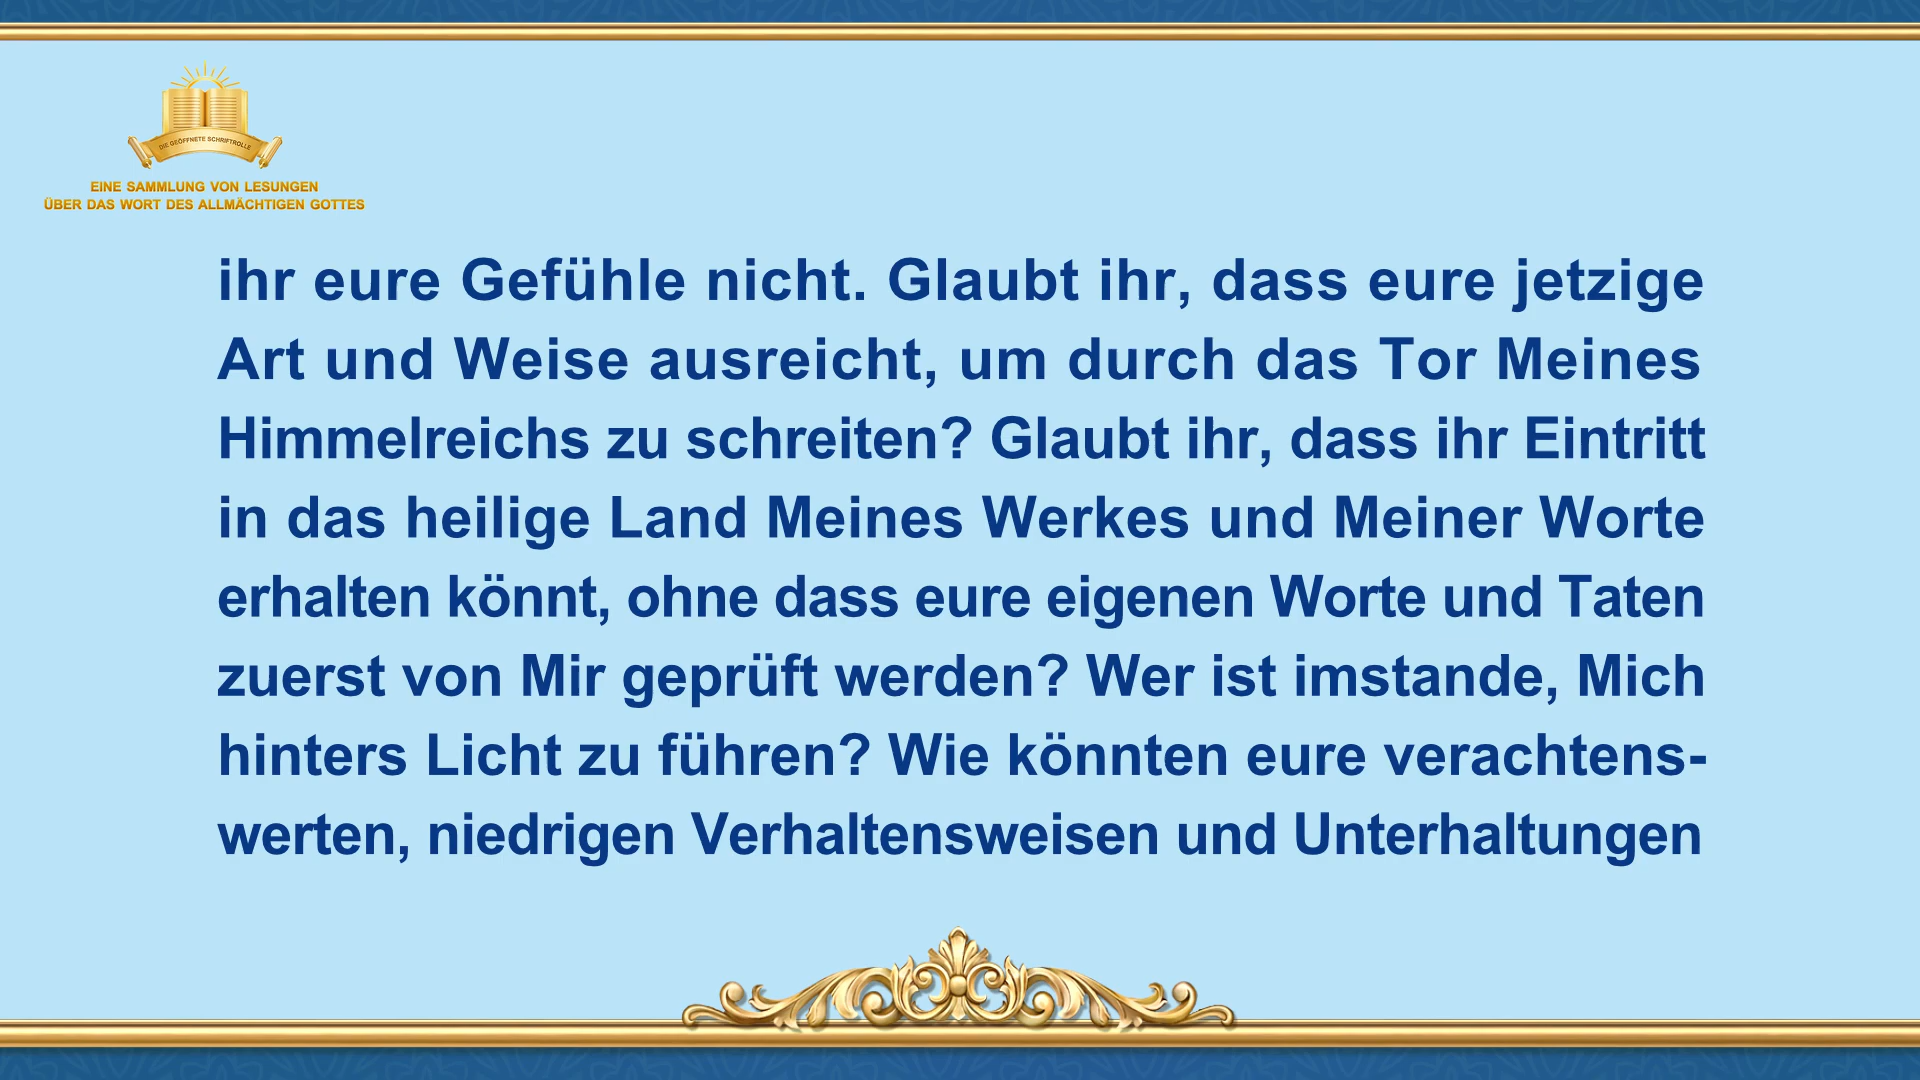 DIE GEÖFFNETE SCHRIFTROLLE
EINE SAMMLUNG VON LESUNGEN
ÜBER DAS WORT DES ALLMÄCHTIGEN GOTTES
ihr eure Gefühle nicht. Glaubt ihr, dass eure jetzige
Art und Weise ausreicht, um durch das Tor Meines
Himmelreichs zu schreiten? Glaubt ihr, dass ihr Eintritt
in das heilige Land Meines Werkes und Meiner Worte
erhalten könnt, ohne dass eure eigenen Worte und Taten
zuerst von Mir geprüft werden? Wer ist imstande, Mich
hinters Licht zu führen? Wie könnten eure verachtens-
werten, niedrigen Verhaltensweisen und Unterhaltungen